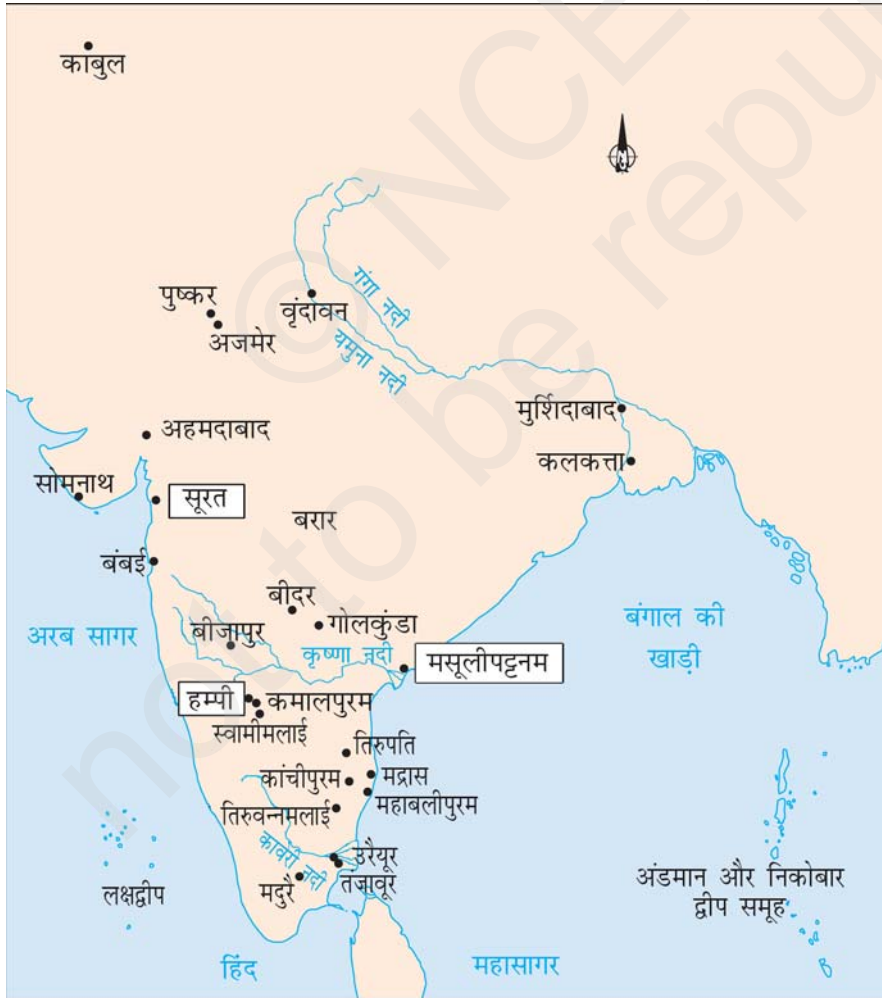 काबुल
पुष्कर
अजमेर
वृंदावन
गंगा नदी
यमुना नदी
मुर्शिदाबाद
कलकत्ता
अहमदाबाद
सोमनाथ
सूरत
बरार
बंबई
बीदर
गोलकुंडा
बीजापुर
कृष्णा नदी
मसूलीपट्टनम
अरब सागर
बंगाल की
खाड़ी
हम्पी
कमालपुरम
स्वामीमलाई
तिरुपति
कांचीपुरम
मद्रास
महाबलीपुरम
तिरुवन्नमलाई
कावेरी नदी
उरैयूर
तंजावूर
मदुरै
लक्षद्वीप
अंडमान और निकोबार
द्वीप समूह
हिंद
महासागर
© NCE
not to be repu